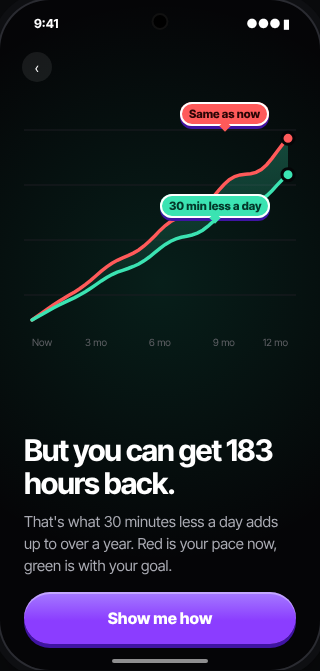 9:41
Same as now
30 min less a day
Now 3 mo 6 mo 9 mo 12 mo
But you can get 183
hours back.
That's what 30 minutes less a day adds
up to over a year. Red is your pace now,
green is with your goal.
Show me how